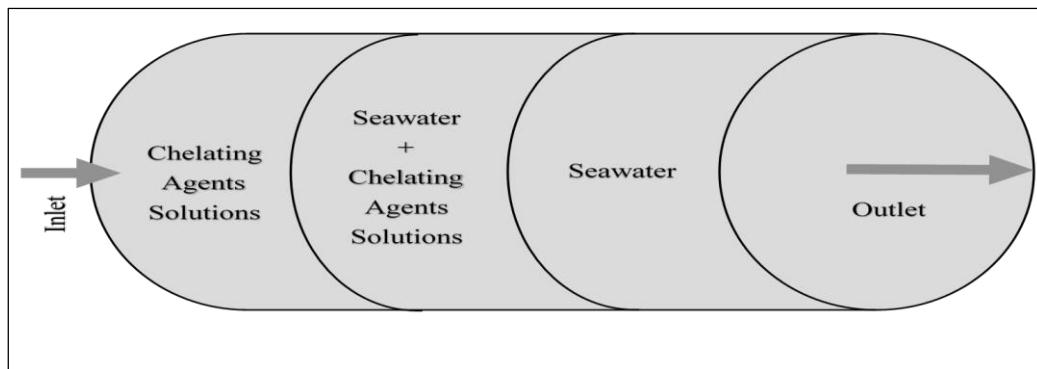 Inlet
Chelating
Agents
Solutions
Seawater
+
Chelating
Agents
Solutions
Seawater
Outlet